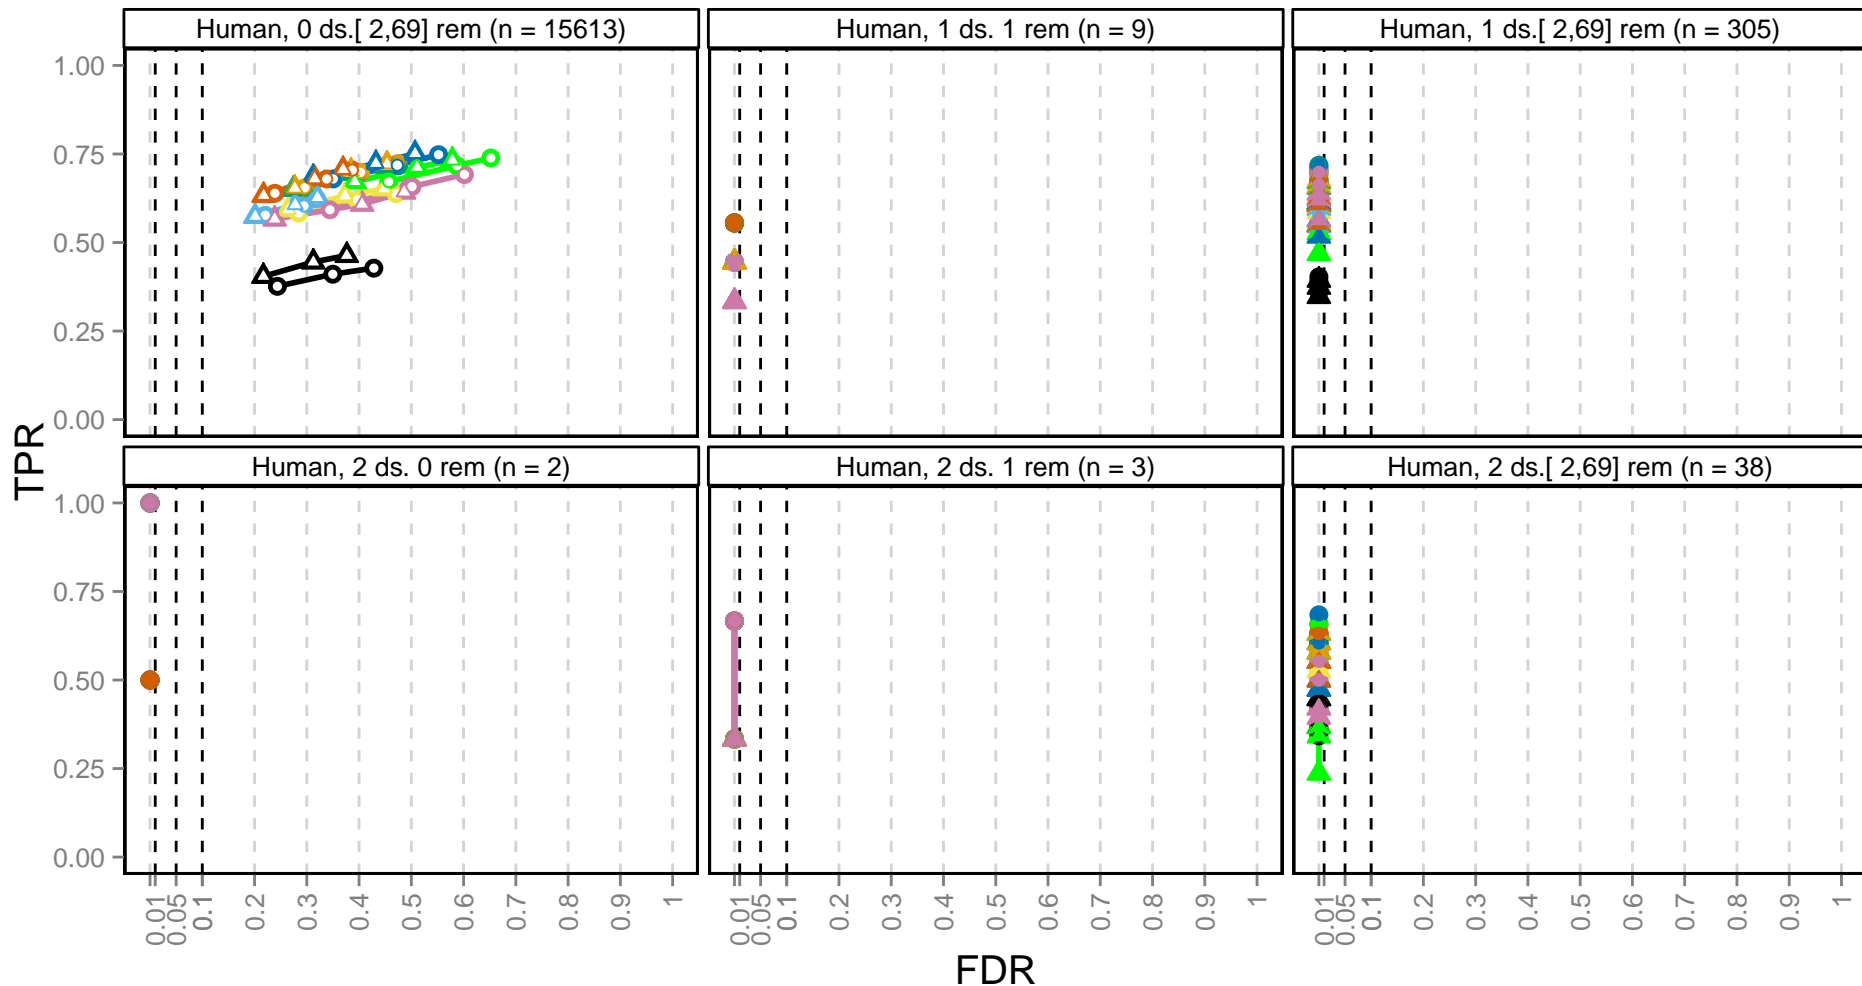 Human, 0 ds.[ 2,69] rem (n = 15613)
Human, 1 ds. 1 rem (n = 9)
Human, 1 ds.[ 2,69] rem (n = 305)
1.00
0.75
0.50
0.25
0.00
TPR
Human, 2 ds. 0 rem (n = 2)
Human, 2 ds. 1 rem (n = 3)
Human, 2 ds.[ 2,69] rem (n = 38)
1.00
0.75
0.50
0.25
0.00
0.01 0.05 0.1 0.2 0.3 0.4 0.5 0.6 0.7 0.8 0.9 1
0.01 0.05 0.1 0.2 0.3 0.4 0.5 0.6 0.7 0.8 0.9 1
0.01 0.05 0.1 0.2 0.3 0.4 0.5 0.6 0.7 0.8 0.9 1
FDR